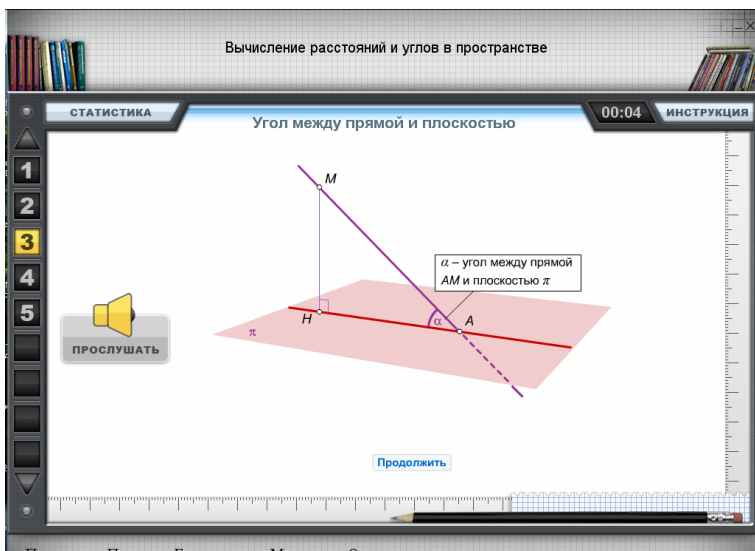 Вычисление расстояний и углов в пространстве
СТАТИСТИКА
00:04
ИНСТРУКЦИЯ
Угол между прямой и плоскостью
1
2
3
4
5
M
α – угол между прямой
AM и плоскостью π
H
α
A
π
ПРОСЛУШАТЬ
Продолжить